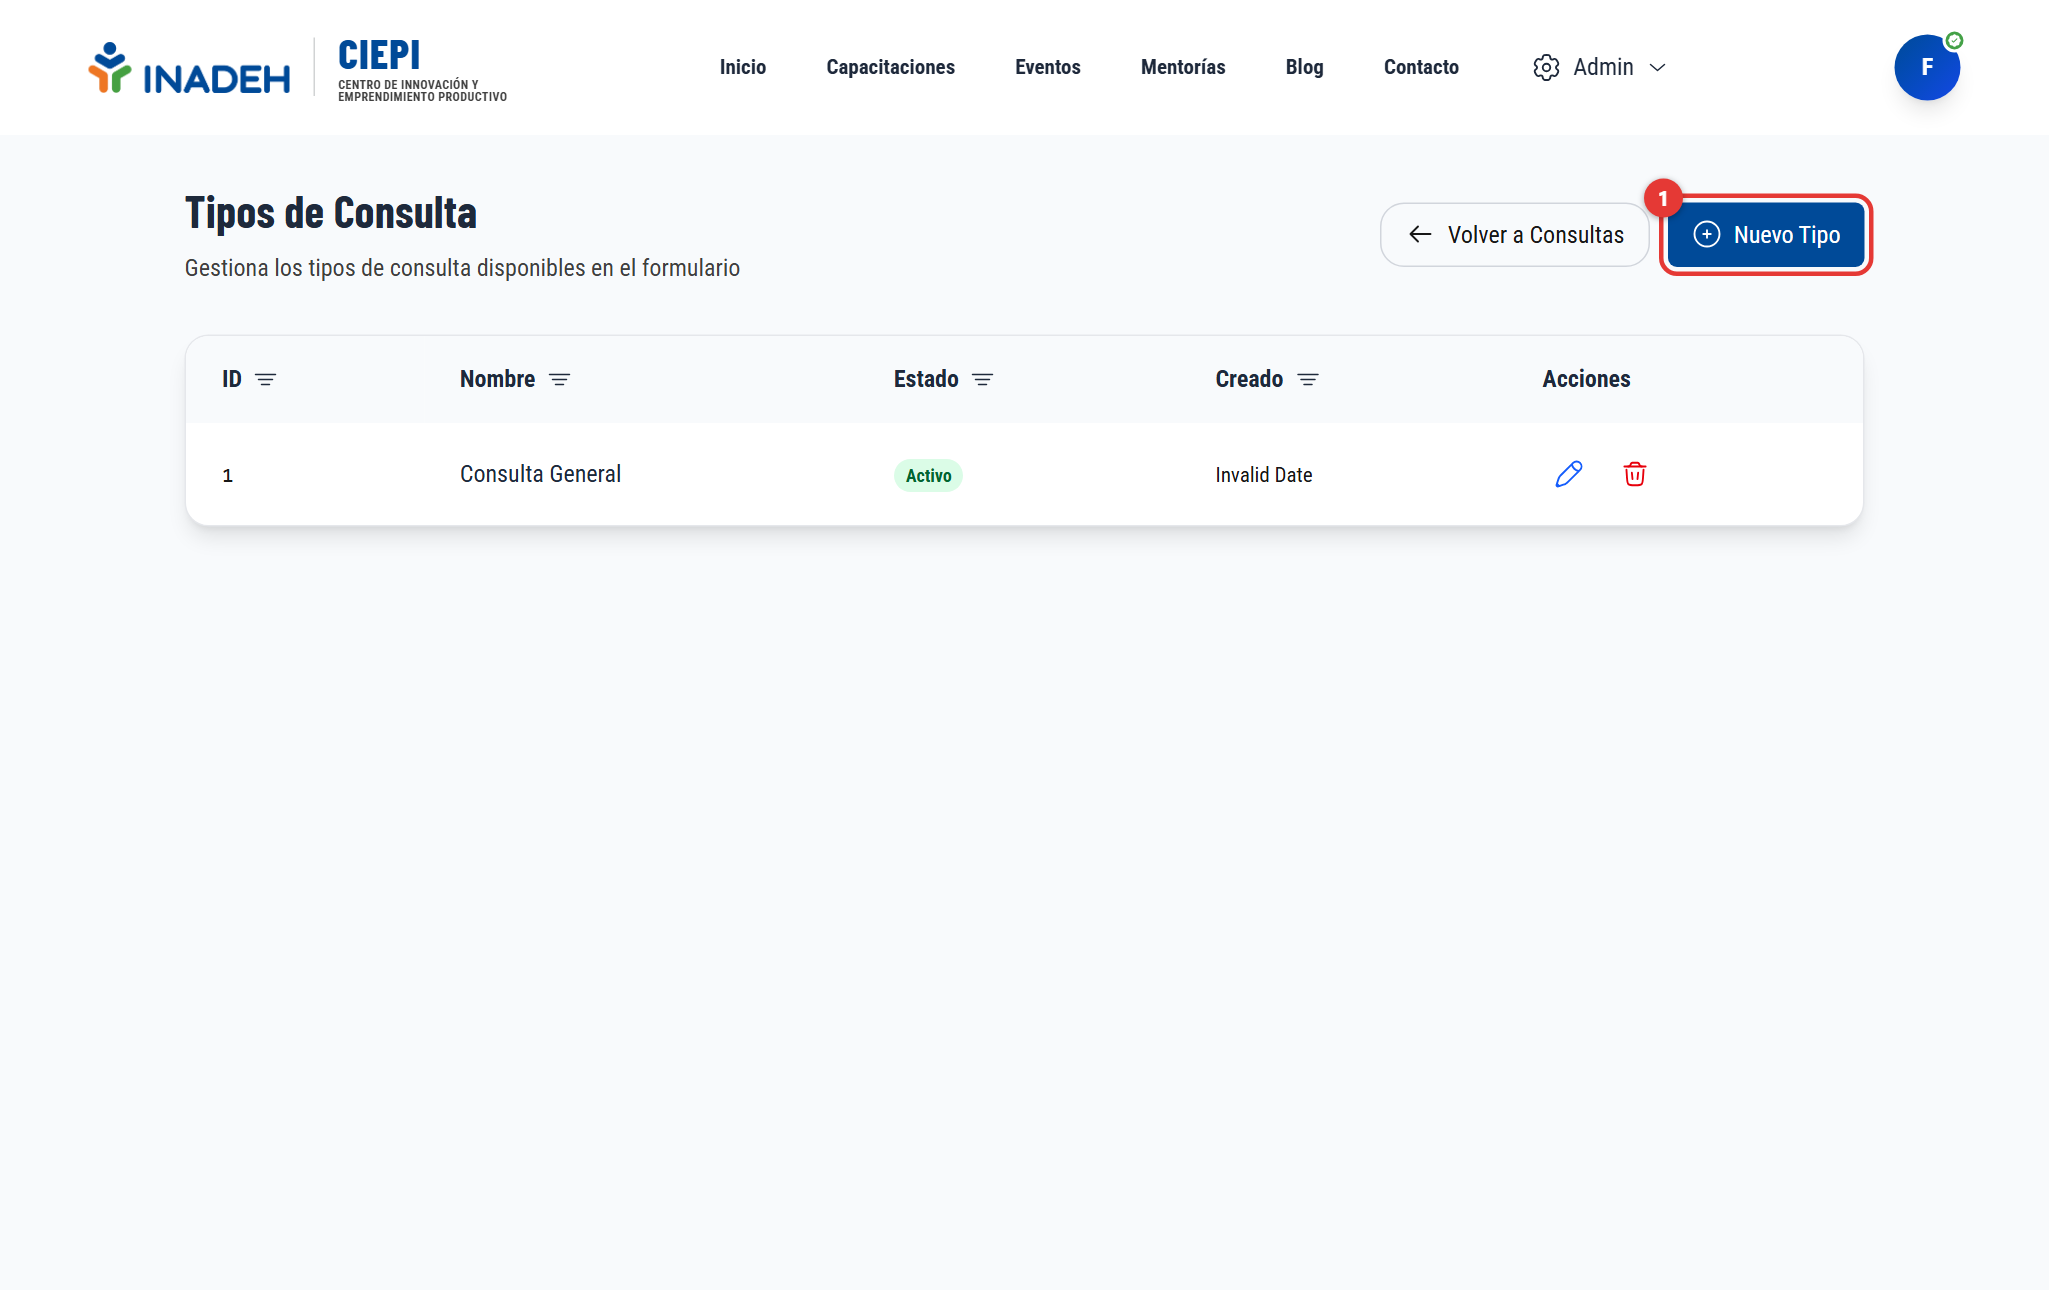 INADEH
CIEPI
CENTRO DE INNOVACIÓN Y
EMPRENDIMIENTO PRODUCTIVO
Inicio
Capacitaciones
Eventos
Mentorías
Blog
Contacto
Admin
F
Tipos de Consulta
Gestiona los tipos de consulta disponibles en el formulario
Volver a Consultas
1
Nuevo Tipo
ID
Nombre
Estado
Creado
Acciones
1
Consulta General
Activo
Invalid Date